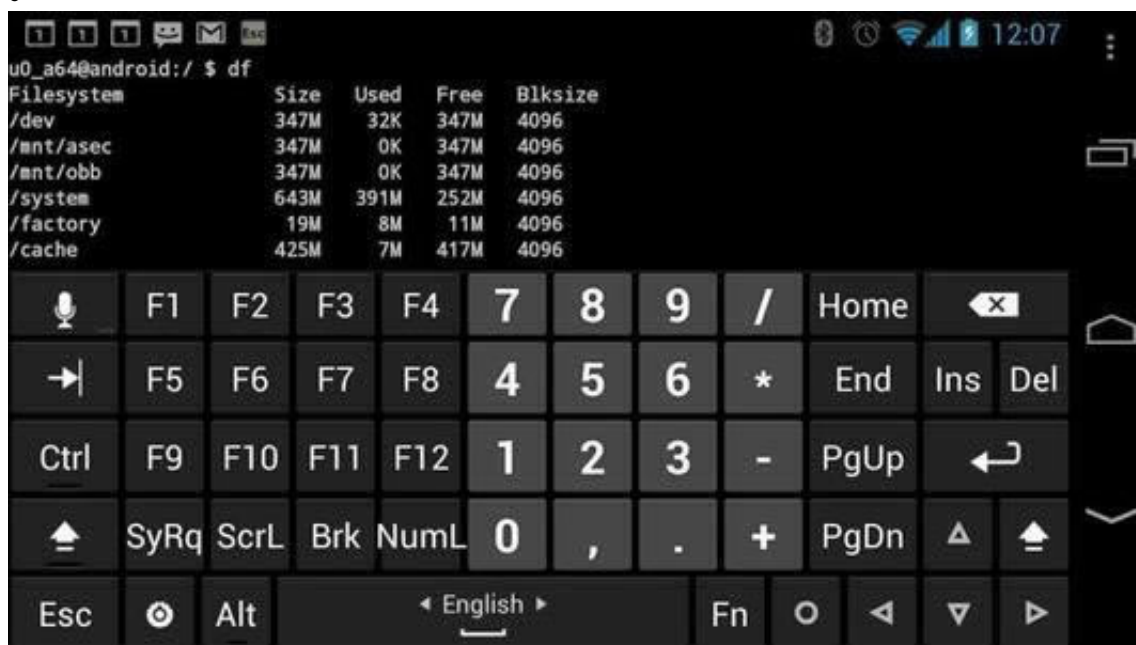 1 1 1 Esc 12:07
u0_a64@android:/ $ df
Filesystem Size Used Free Blksize
/dev 347M 32K 347M 4096
/mnt/asec 347M 0K 347M 4096
/mnt/obb 347M 0K 347M 4096
/system 643M 391M 252M 4096
/factory 19M 8M 11M 4096
/cache 425M 7M 417M 4096
F1 F2 F3 F4 7 8 9 / Home
F5 F6 F7 F8 4 5 6 * End Ins Del
Ctrl F9 F10 F11 F12 1 2 3 - PgUp
SyRq ScrL Brk NumL 0 , . + PgDn
Esc Alt English Fn